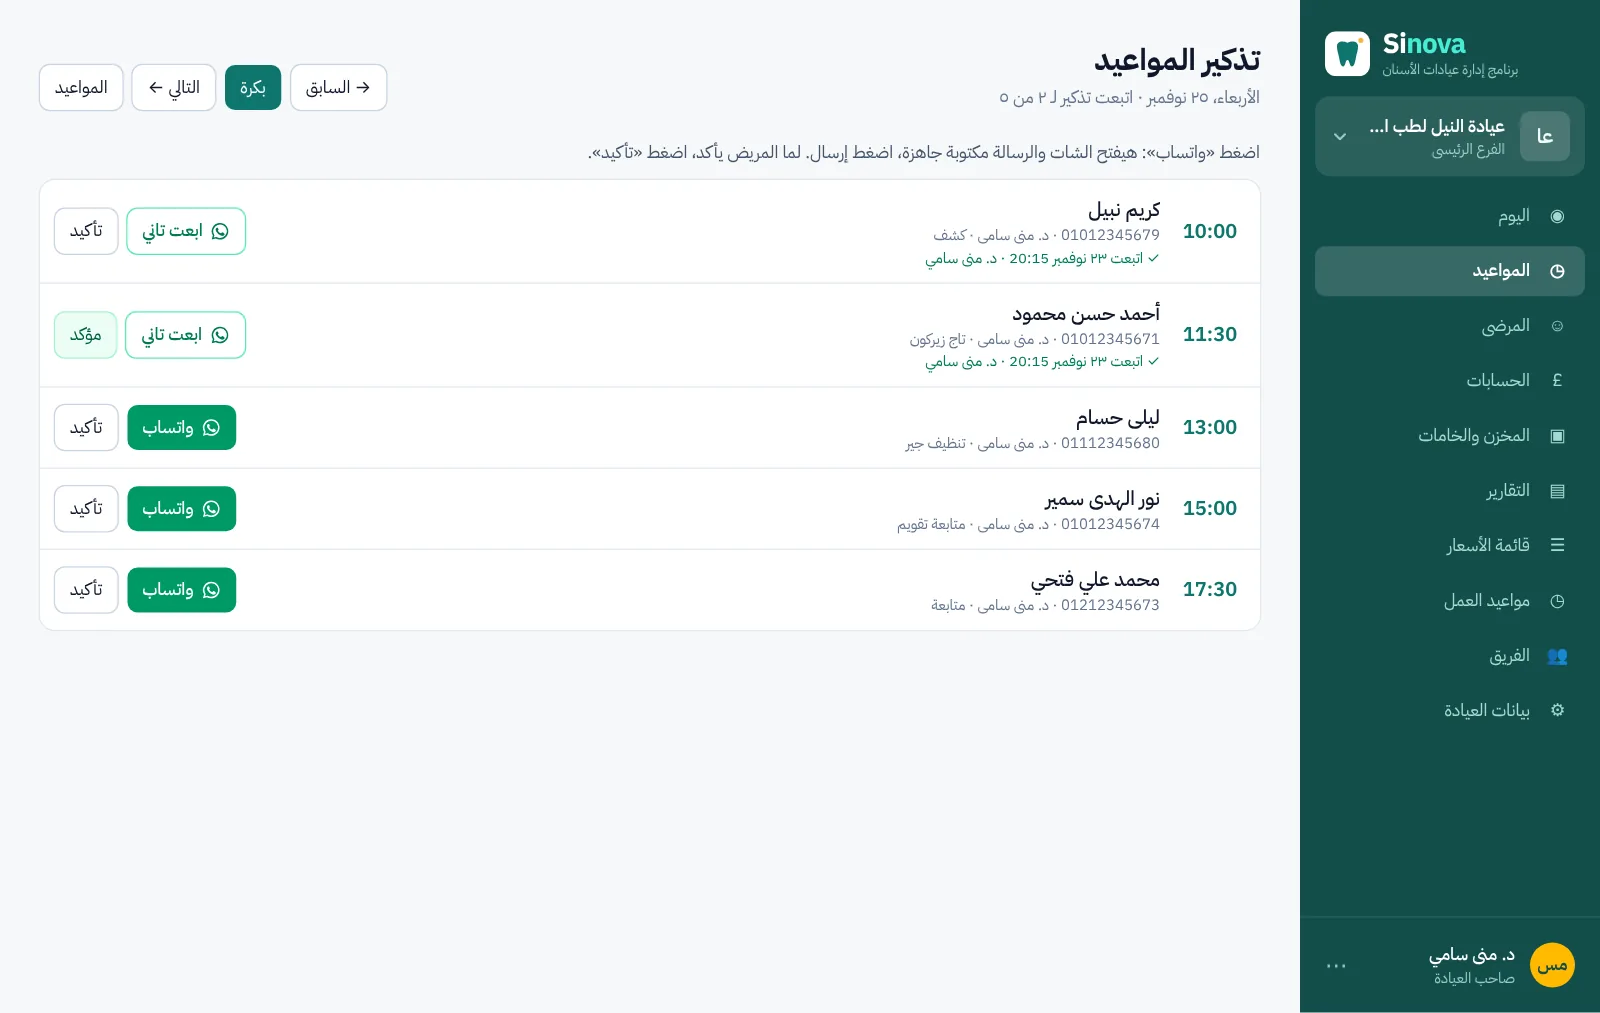 Sinova
برنامج إدارة عيادات الأسنان
عا
عيادة النيل لطب ا...
الفرع الرئيسى
اليوم
المواعيد
المرضى
£ الحسابات
المخزن والخامات
التقارير
قائمة الأسعار
مواعيد العمل
الفريق
بيانات العيادة
مس
د. منى سامي
صاحب العيادة
...
تذكير المواعيد
الأربعاء، ٢٥ نوفمبر · اتبعت تذكير لـ ٢ من ٥
→ السابق
بكرة
التالي ←
المواعيد
اضغط «واتساب»: هيفتح الشات والرسالة مكتوبة جاهزة، اضغط إرسال. لما المريض يأكد، اضغط «تأكيد».
10:00
كريم نبيل
01012345679 · د. منى سامى · كشف
✓ اتبعت ٢٣ نوفمبر 20:15 · د. منى سامي
ابعت تاني
تأكيد
11:30
أحمد حسن محمود
01012345671 · د. منى سامى · تاج زيركون
✓ اتبعت ٢٣ نوفمبر 20:15 · د. منى سامي
ابعت تاني
مؤكد
13:00
ليلى حسام
01112345680 · د. منى سامى · تنظيف جير
واتساب
تأكيد
15:00
نور الهدى سمير
01012345674 · د. منى سامى · متابعة تقويم
واتساب
تأكيد
17:30
محمد علي فتحي
01212345673 · د. منى سامى · متابعة
واتساب
تأكيد